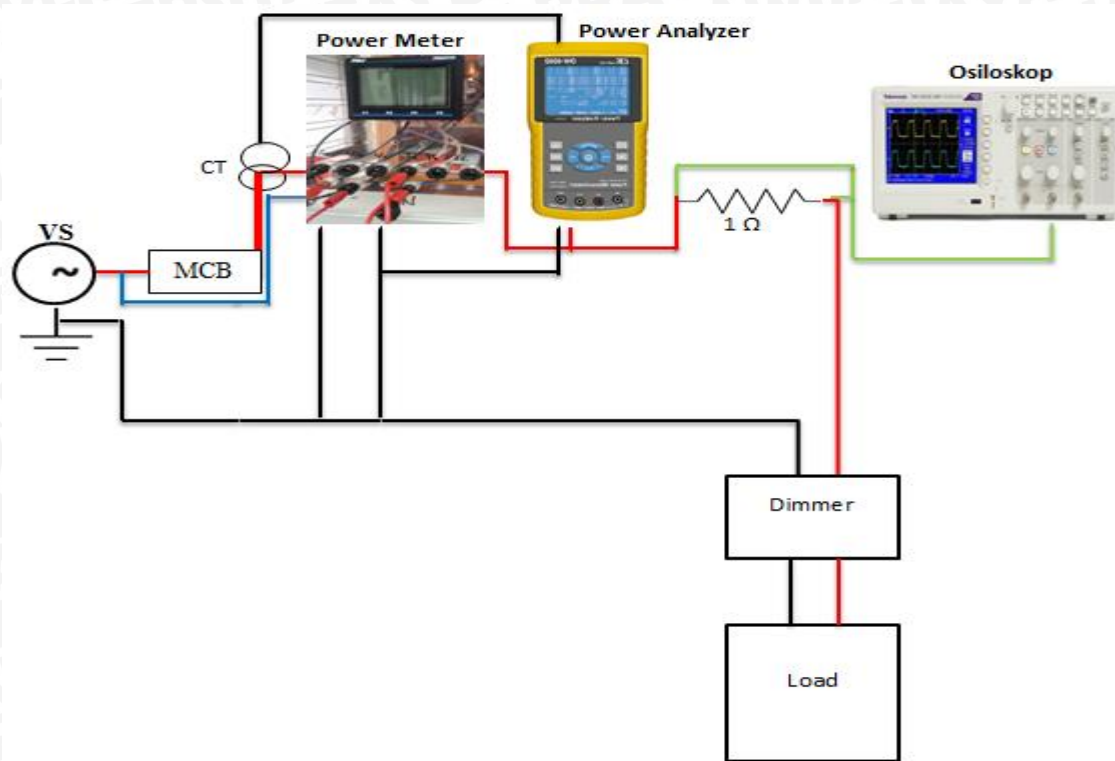 Power Meter
Power Analyzer
Osiloskop
CT
VS
MCB
1 Ω
Dimmer
Load